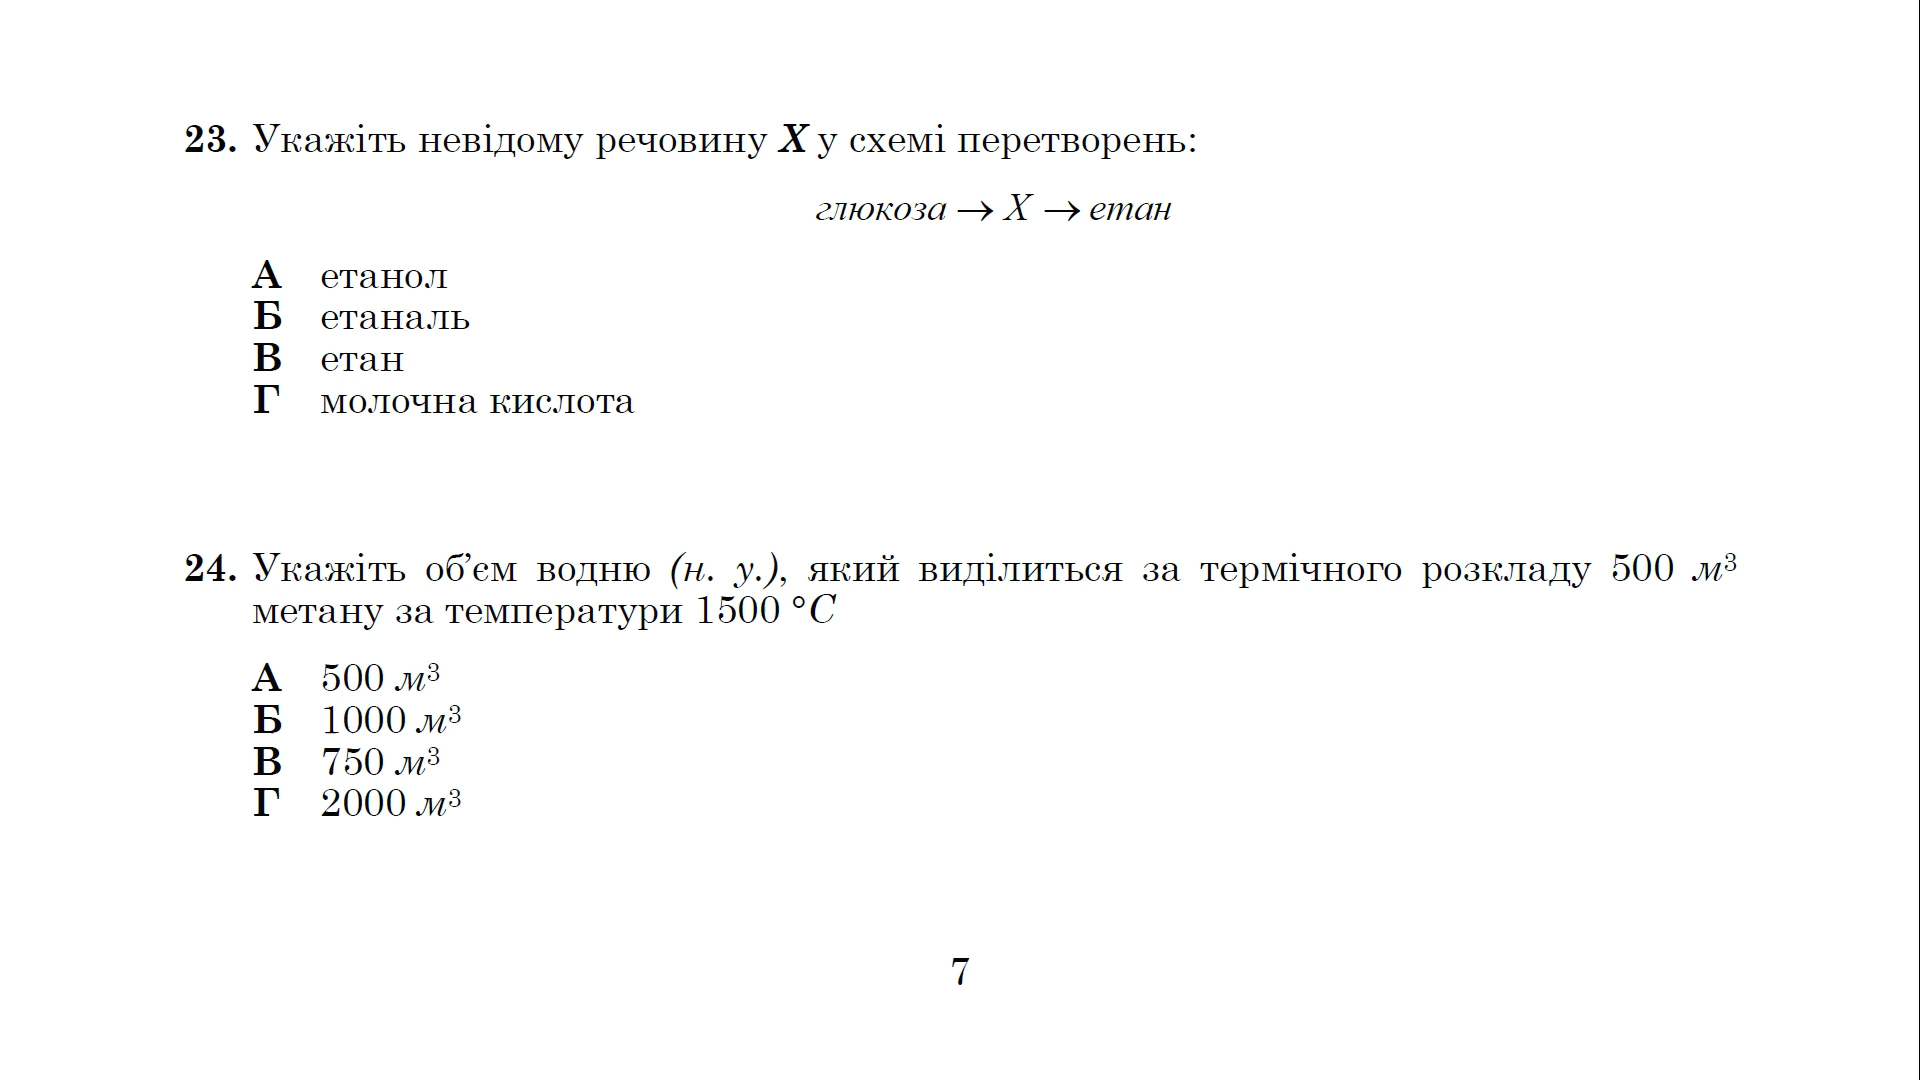 23. Укажіть невідому речовину X у схемі перетворень:
глюкоза → X → етан
А етанол
Б етаналь
В етан
Г молочна кислота
24. Укажіть об’єм водню (н. у.), який виділиться за термічного розкладу 500 м³
метану за температури 1500 °C
А 500 м³
Б 1000 м³
В 750 м³
Г 2000 м³
7